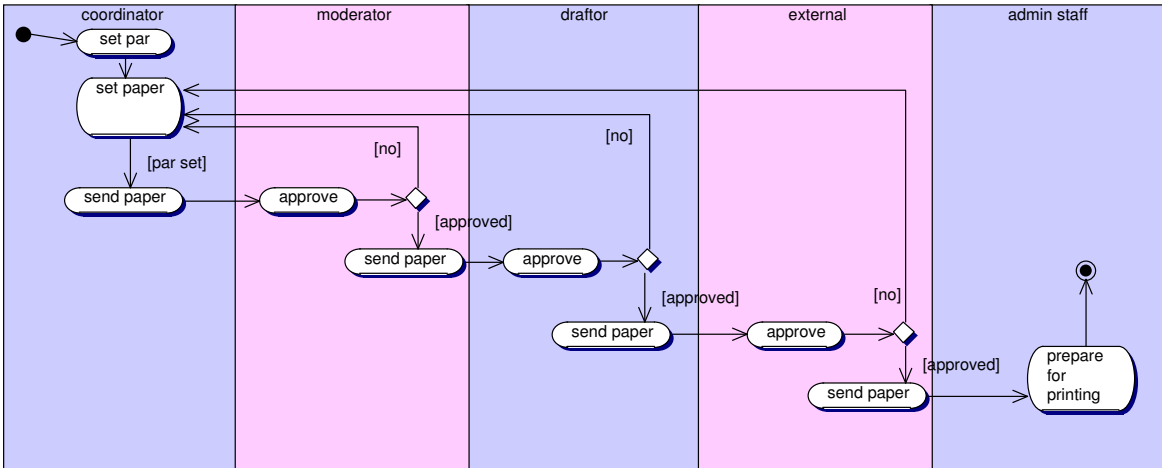 coordinator
moderator
draftor
external
admin staff
set par
set paper
[no]
[no]
[par set]
send paper
approve
[approved]
send paper
approve
[approved]
[no]
send paper
approve
[approved]
send paper
prepare
for
printing